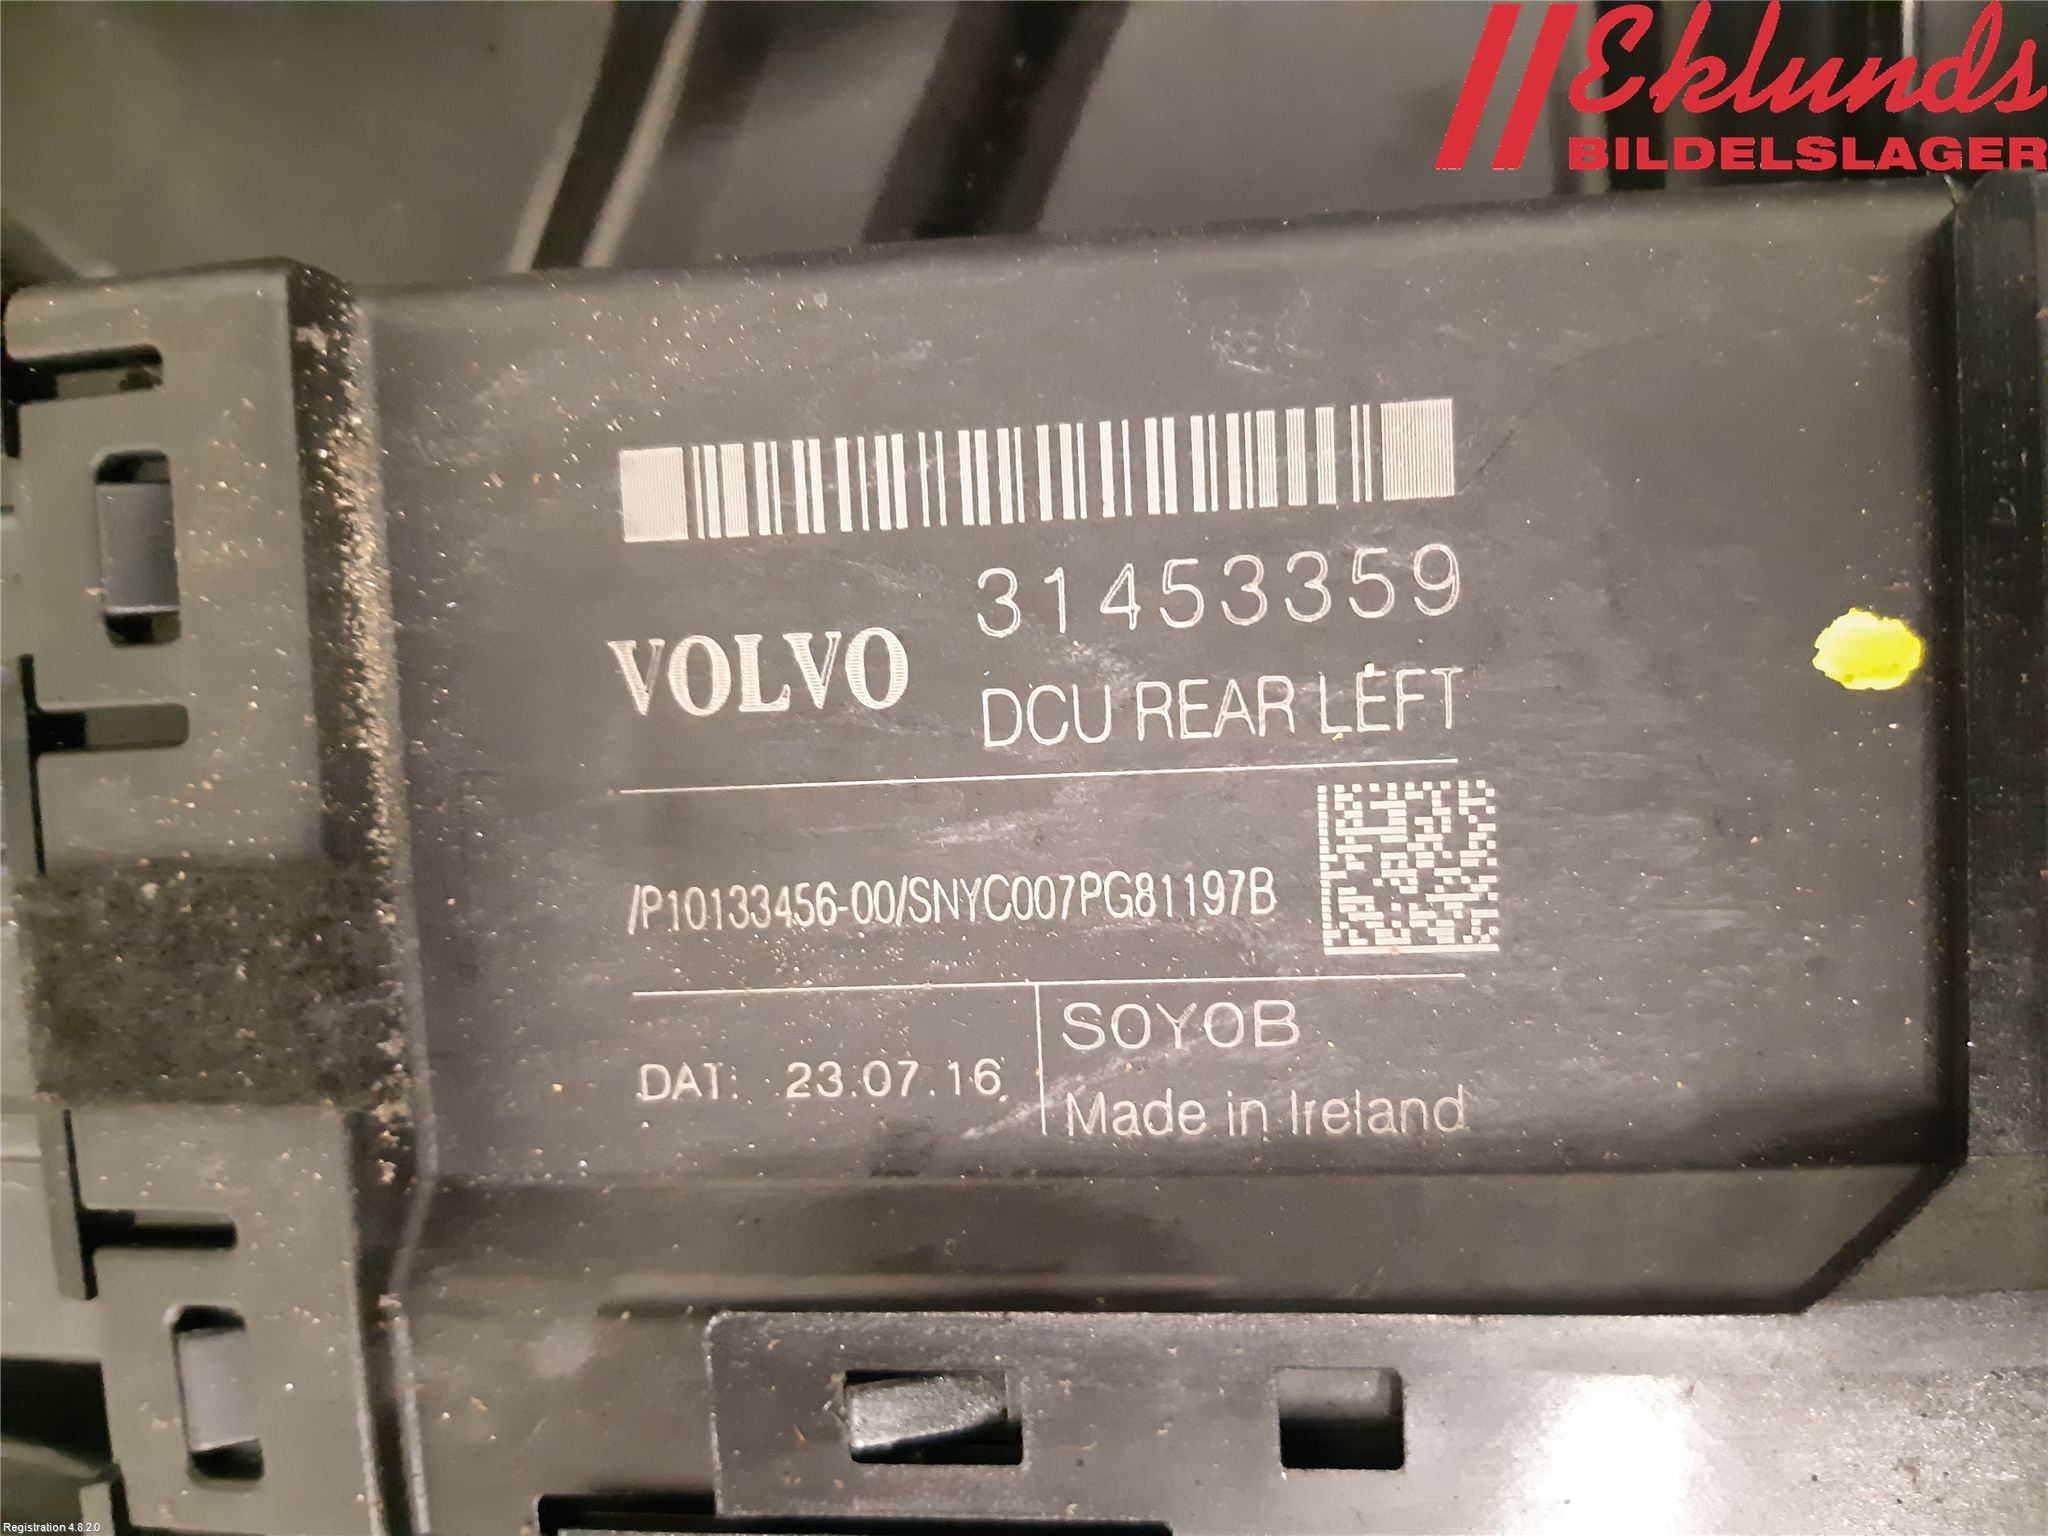 Eklunds
BILDELSLAGER
31453359
VOLVO
DCU REAR LEFT
/P10133456-00/SNYC007PG81197B
DAT: 23.07.16
SOYOB
Made in Ireland
Registration 4.8.2.0